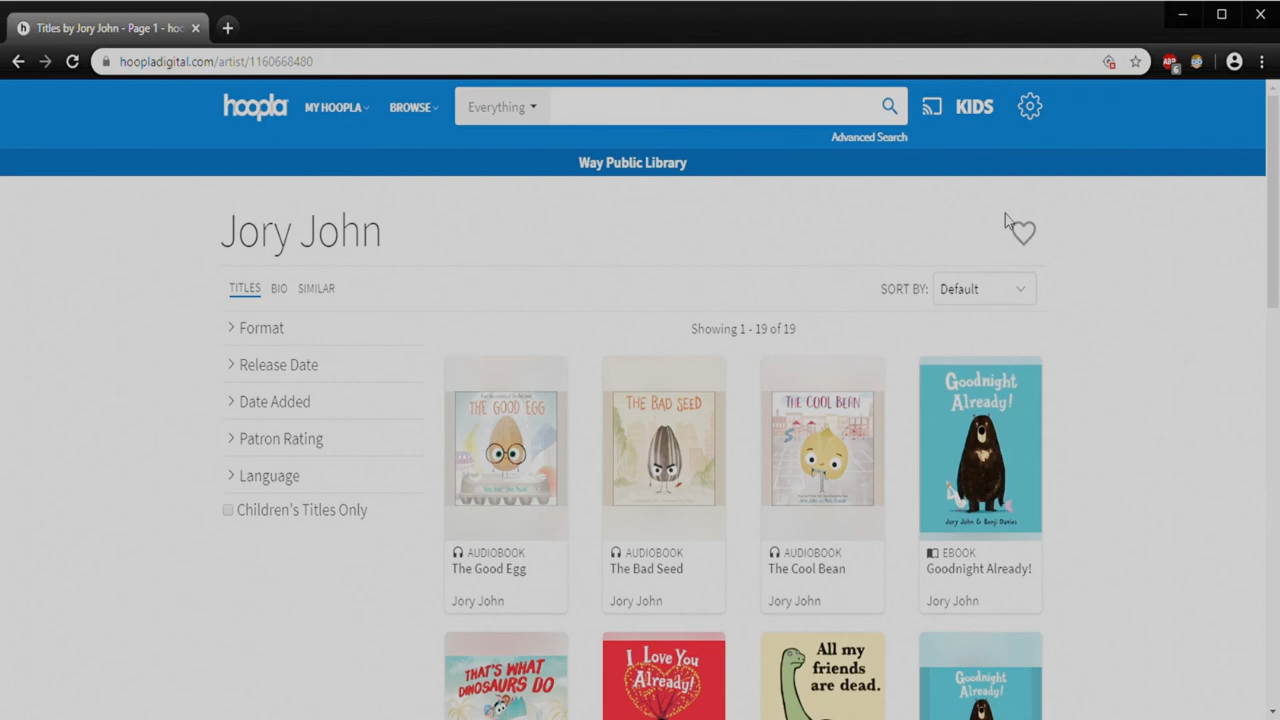 Titles by Jory John - Page 1 - hoo
hoopladigital.com/artist/1160668480
ABP
6
hoopla
MY HOOPLA
BROWSE
Everything
KIDS
Advanced Search
Way Public Library
Jory John
TITLES BIO SIMILAR
SORT BY: Default
Format
Showing 1 - 19 of 19
Release Date
Date Added
Patron Rating
Language
Children's Titles Only
THE GOOD EGG
THE BAD SEED
THE COOL BEAN
Goodnight
Already!
Jory John & Benji Davies
AUDIOBOOK
The Good Egg
Jory John
AUDIOBOOK
The Bad Seed
Jory John
AUDIOBOOK
The Cool Bean
Jory John
EBOOK
Goodnight Already!
Jory John
THAT'S WHAT
DINOSAURS DO
I Love You
Already!
All my
friends
are dead.
Goodnight
Already!